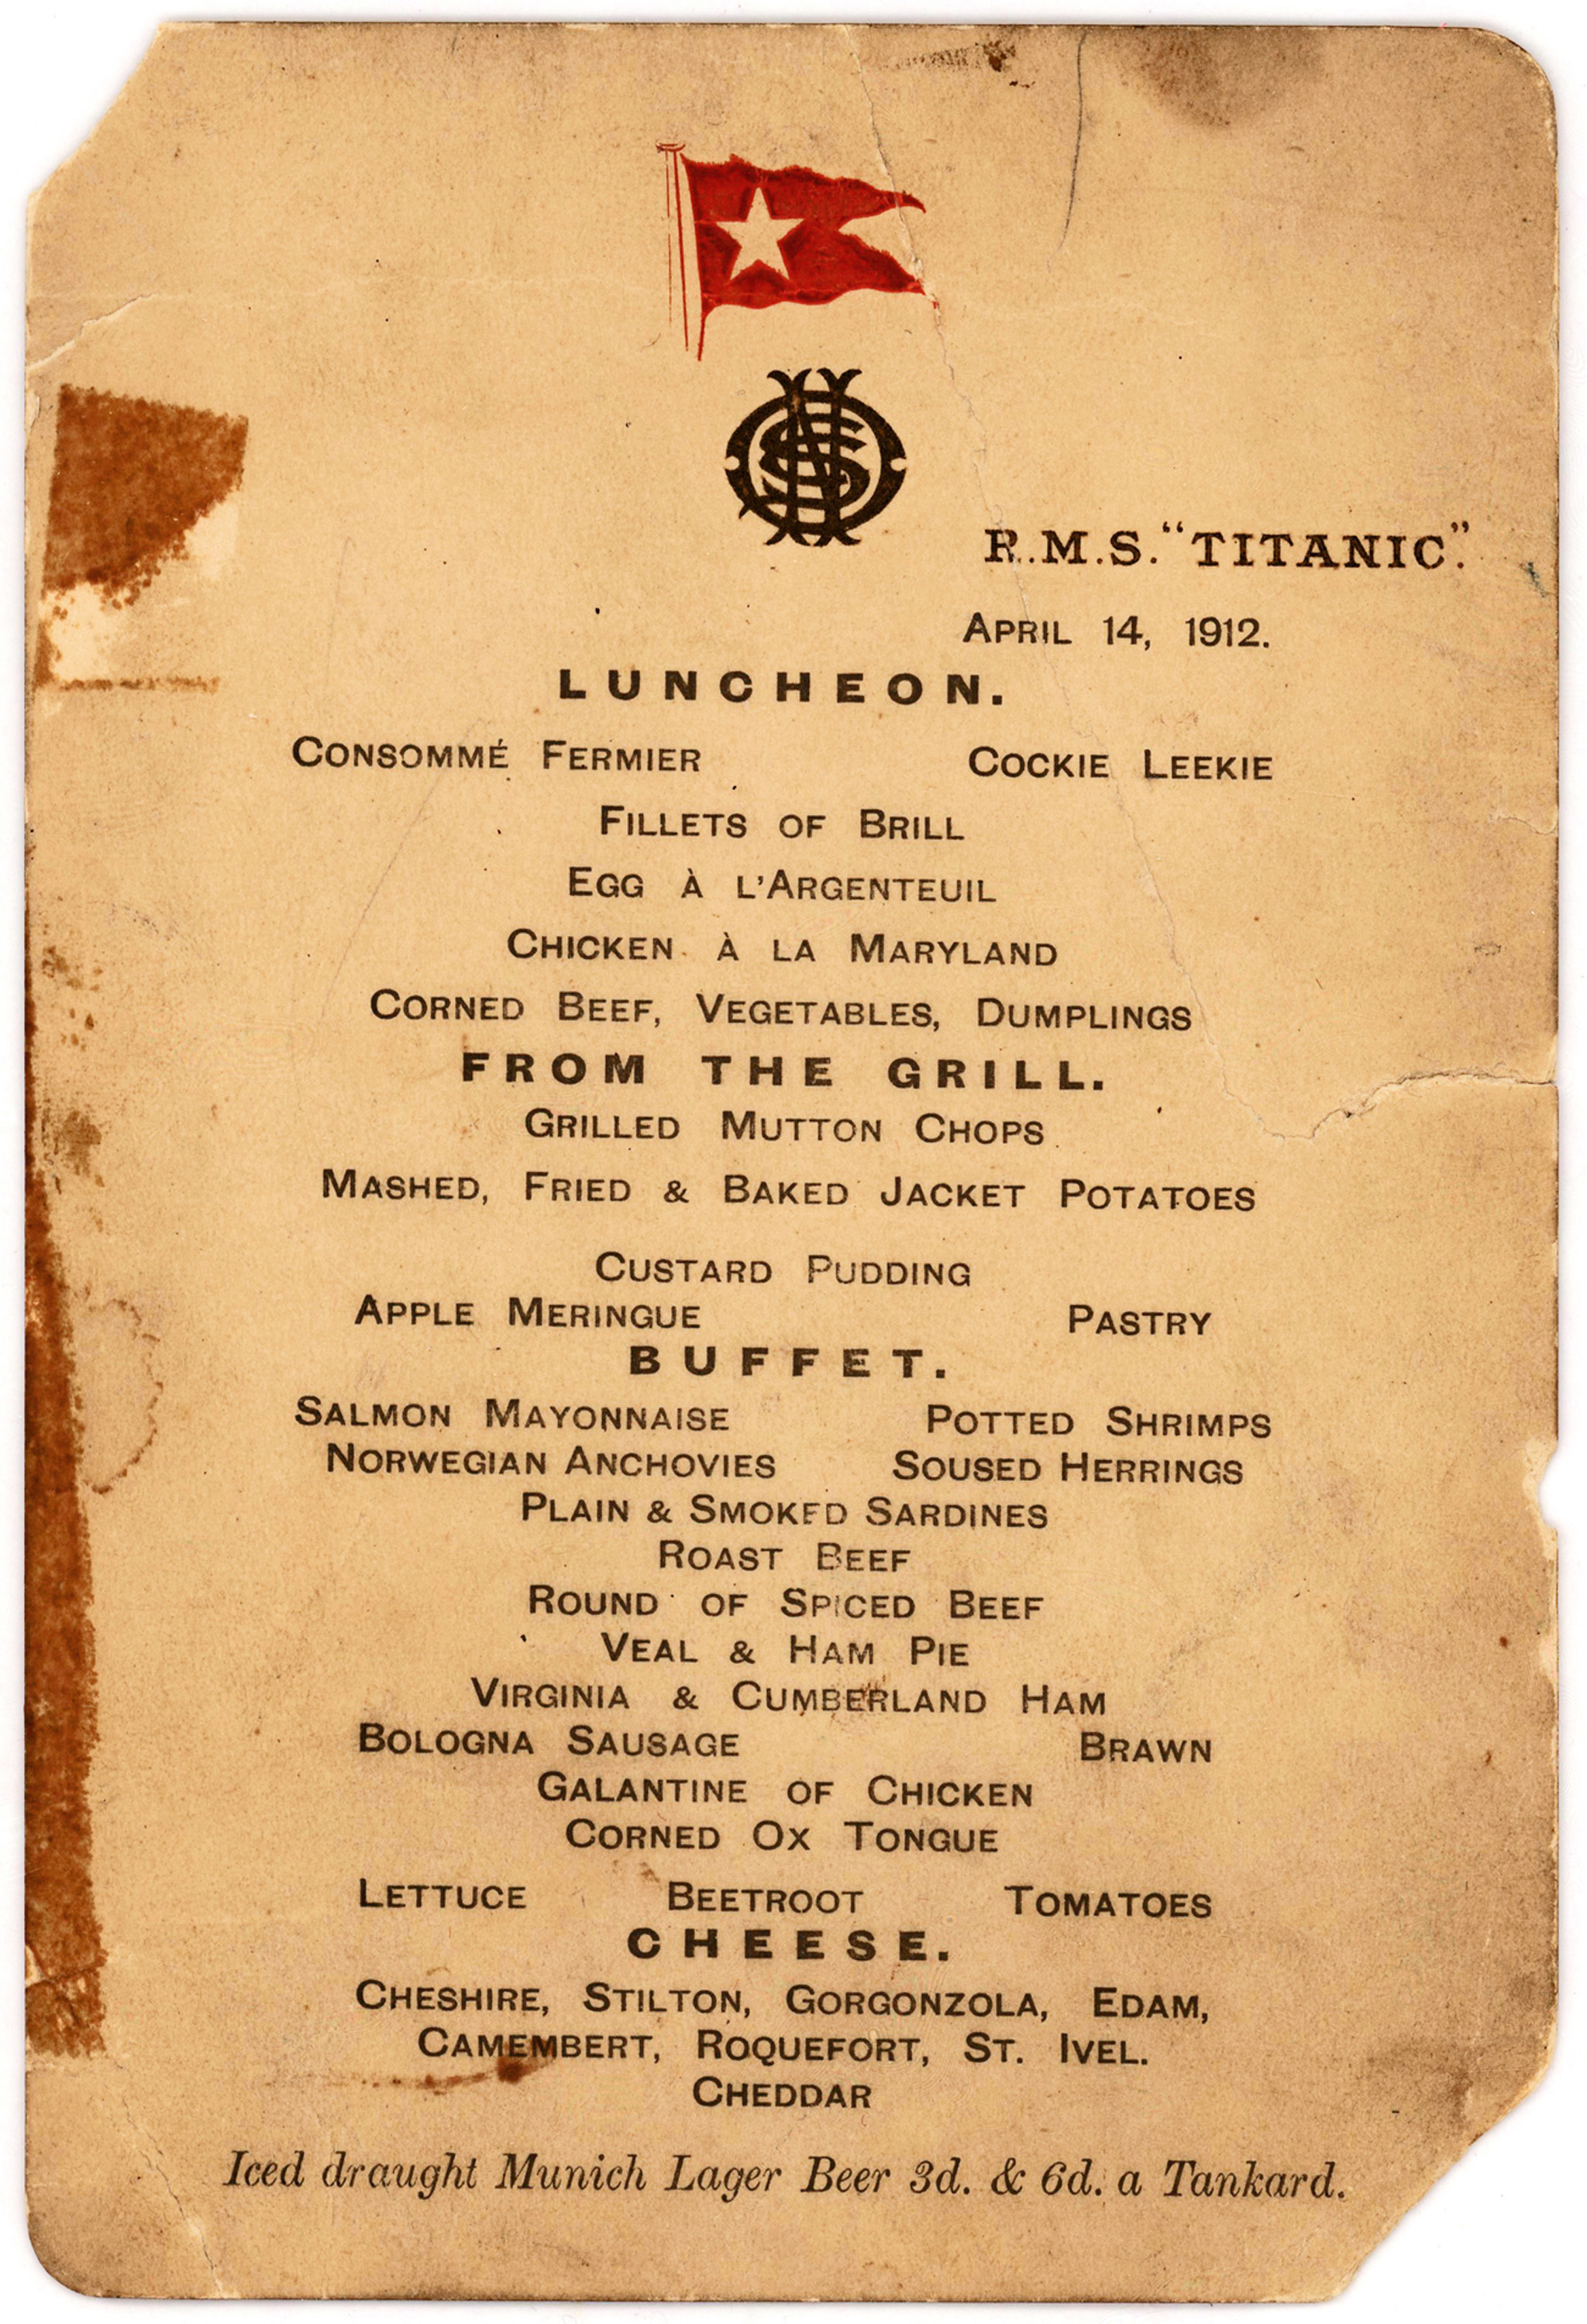 R.M.S. "TITANIC".
APRIL 14, 1912.
LUNCHEON.
CONSOMMÉ FERMIER COCKIE LEEKIE
FILLETS OF BRILL
EGG À L'ARGENTEUIL
CHICKEN À LA MARYLAND
CORNED BEEF, VEGETABLES, DUMPLINGS
FROM THE GRILL.
GRILLED MUTTON CHOPS
MASHED, FRIED & BAKED JACKET POTATOES
CUSTARD PUDDING
APPLE MERINGUE PASTRY
BUFFET.
SALMON MAYONNAISE POTTED SHRIMPS
NORWEGIAN ANCHOVIES SOUSED HERRINGS
PLAIN & SMOKED SARDINES
ROAST BEEF
ROUND OF SPICED BEEF
VEAL & HAM PIE
VIRGINIA & CUMBERLAND HAM
BOLOGNA SAUSAGE BRAWN
GALANTINE OF CHICKEN
CORNED OX TONGUE
LETTUCE BEETROOT TOMATOES
CHEESE.
CHESHIRE, STILTON, GORGONZOLA, EDAM,
CAMEMBERT, ROQUEFORT, ST. IVEL.
CHEDDAR
Iced draught Munich Lager Beer 3d. & 6d. a Tankard.